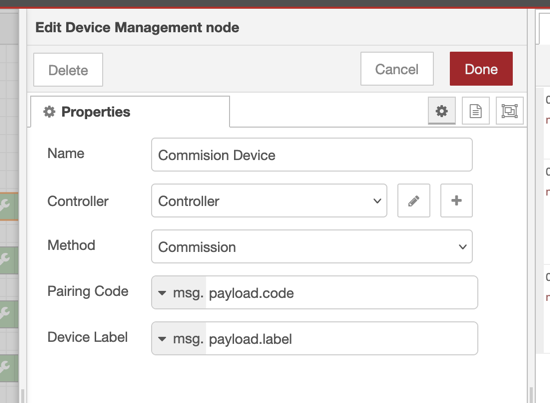 Edit Device Management node
Delete
Cancel
Done
Properties
Name
Commision Device
Controller
Controller
Method
Commission
Pairing Code
msg. payload.code
Device Label
msg. payload.label